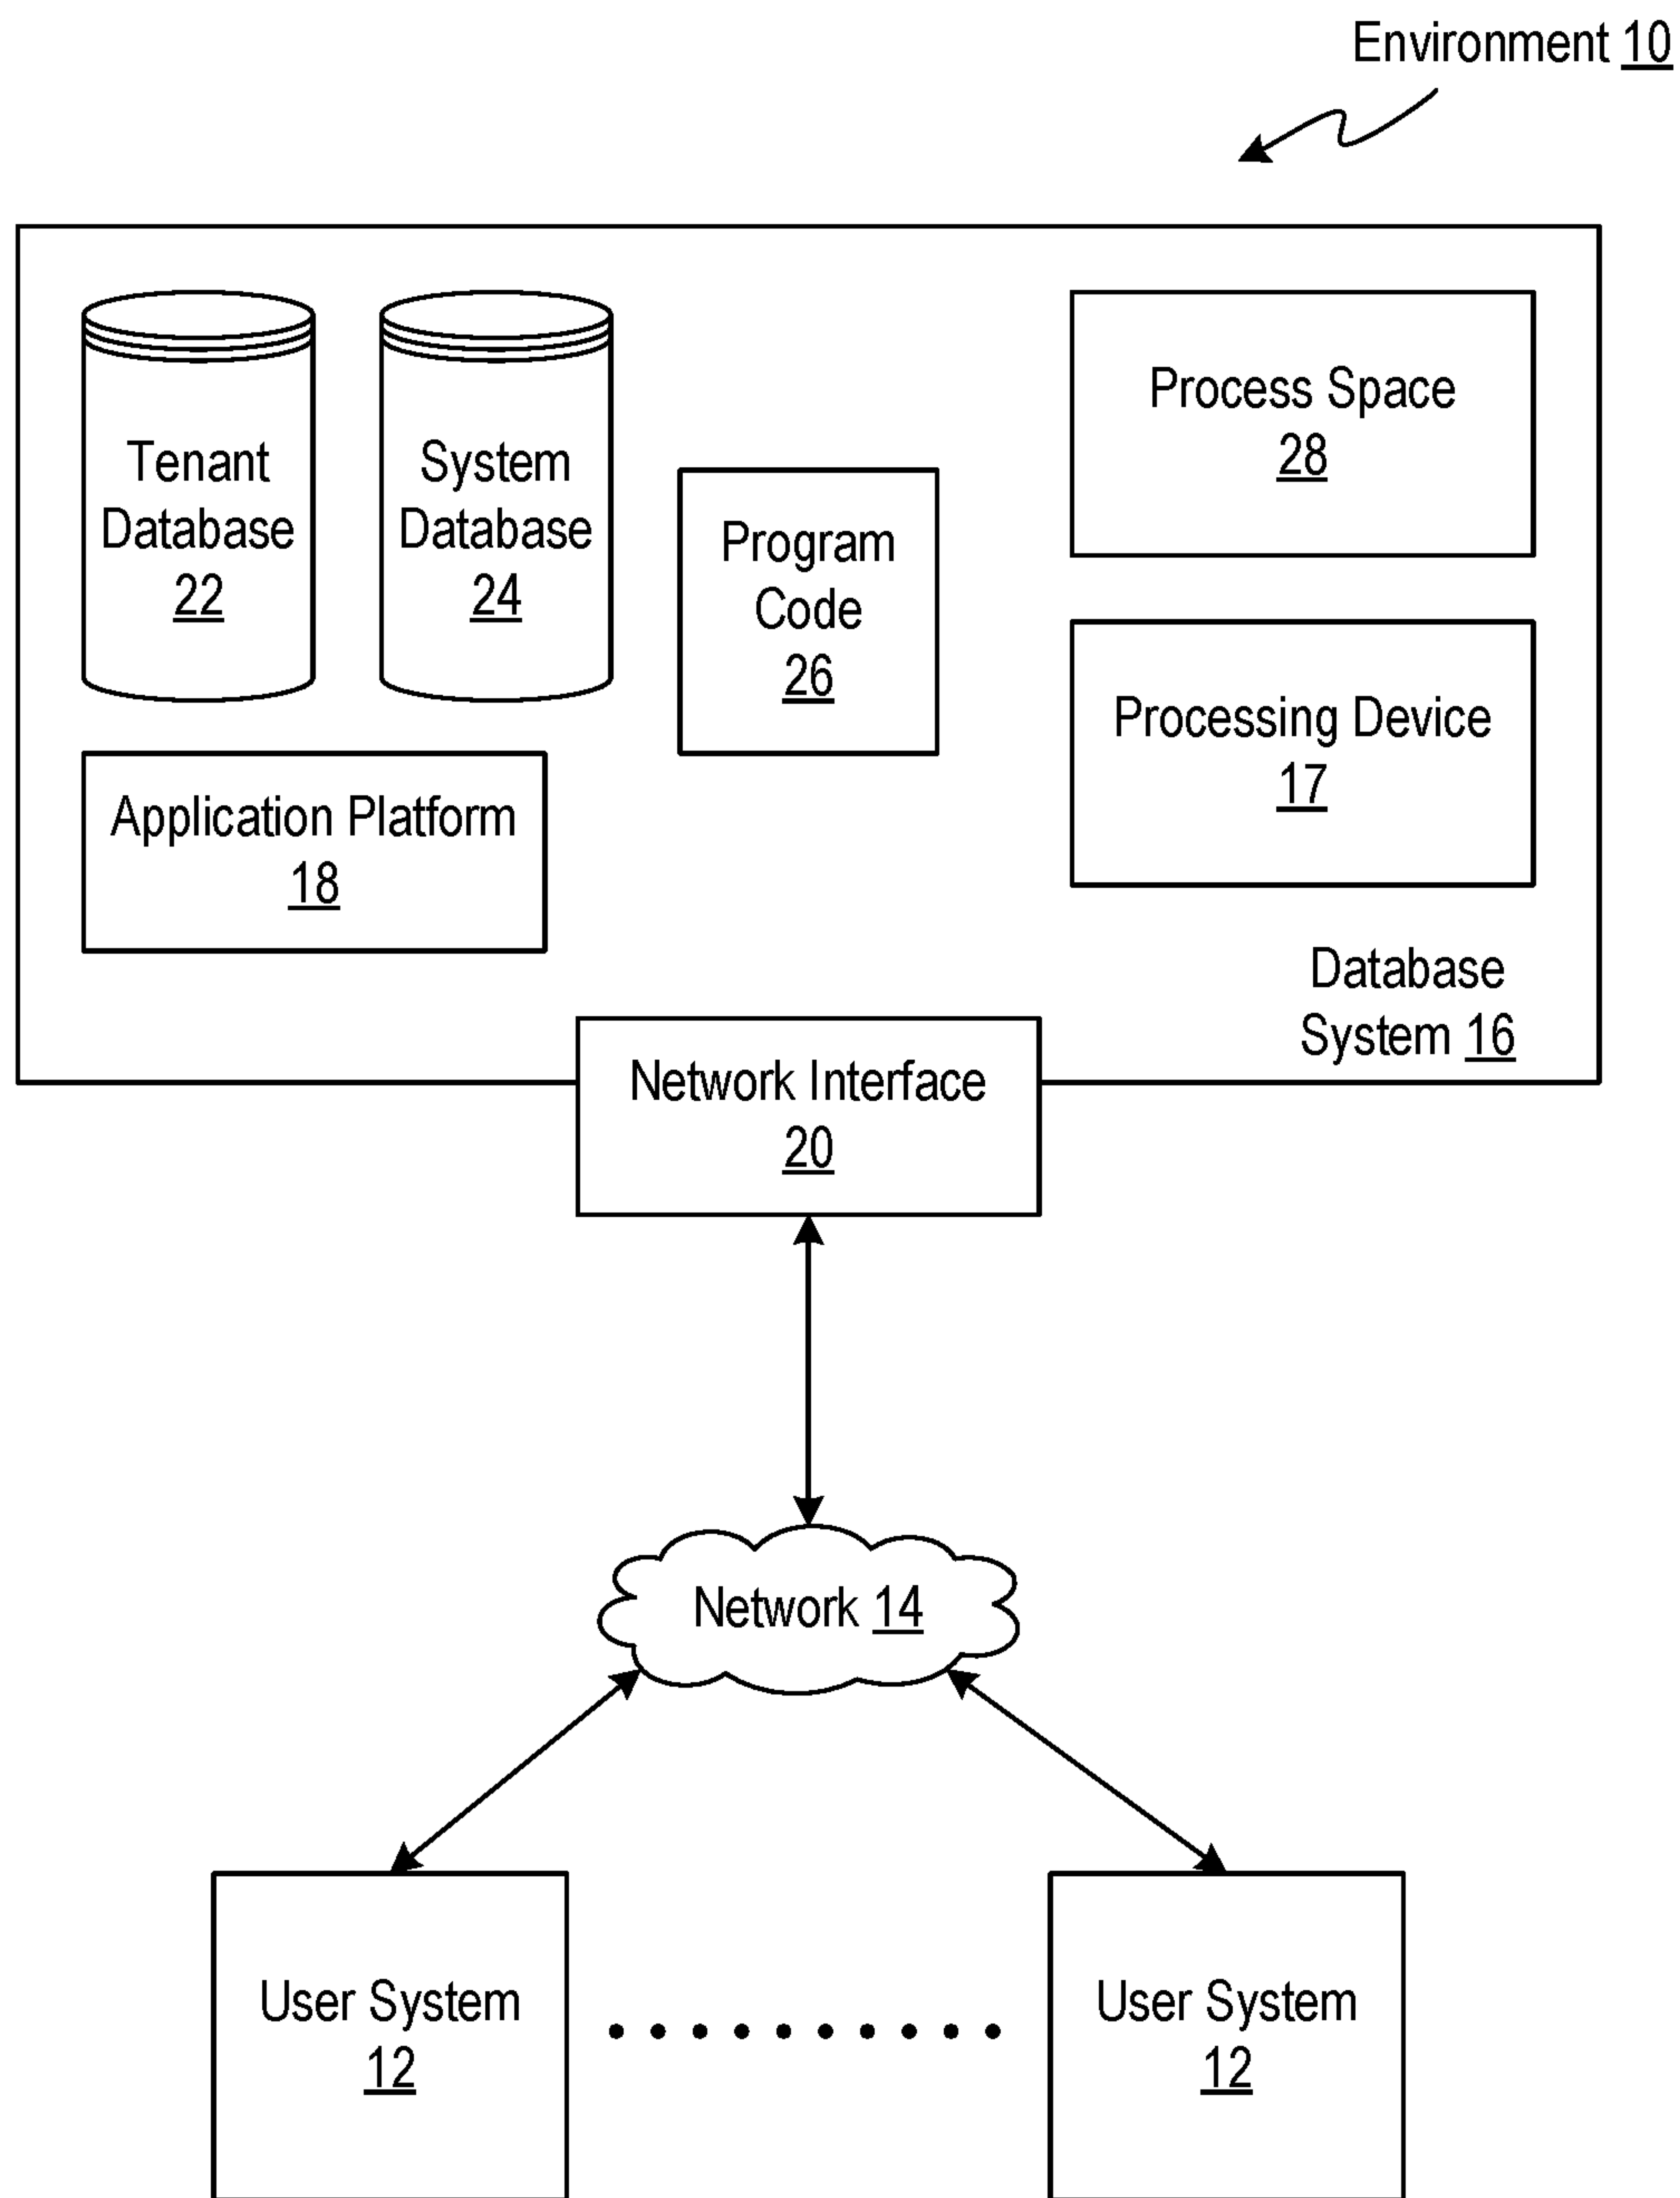 Environment 10
Tenant
Database
22
System
Database
24
Program
Code
26
Process Space
28
Processing Device
17
Application Platform
18
Database
System 16
Network Interface
20
Network 14
User System
12
User System
12